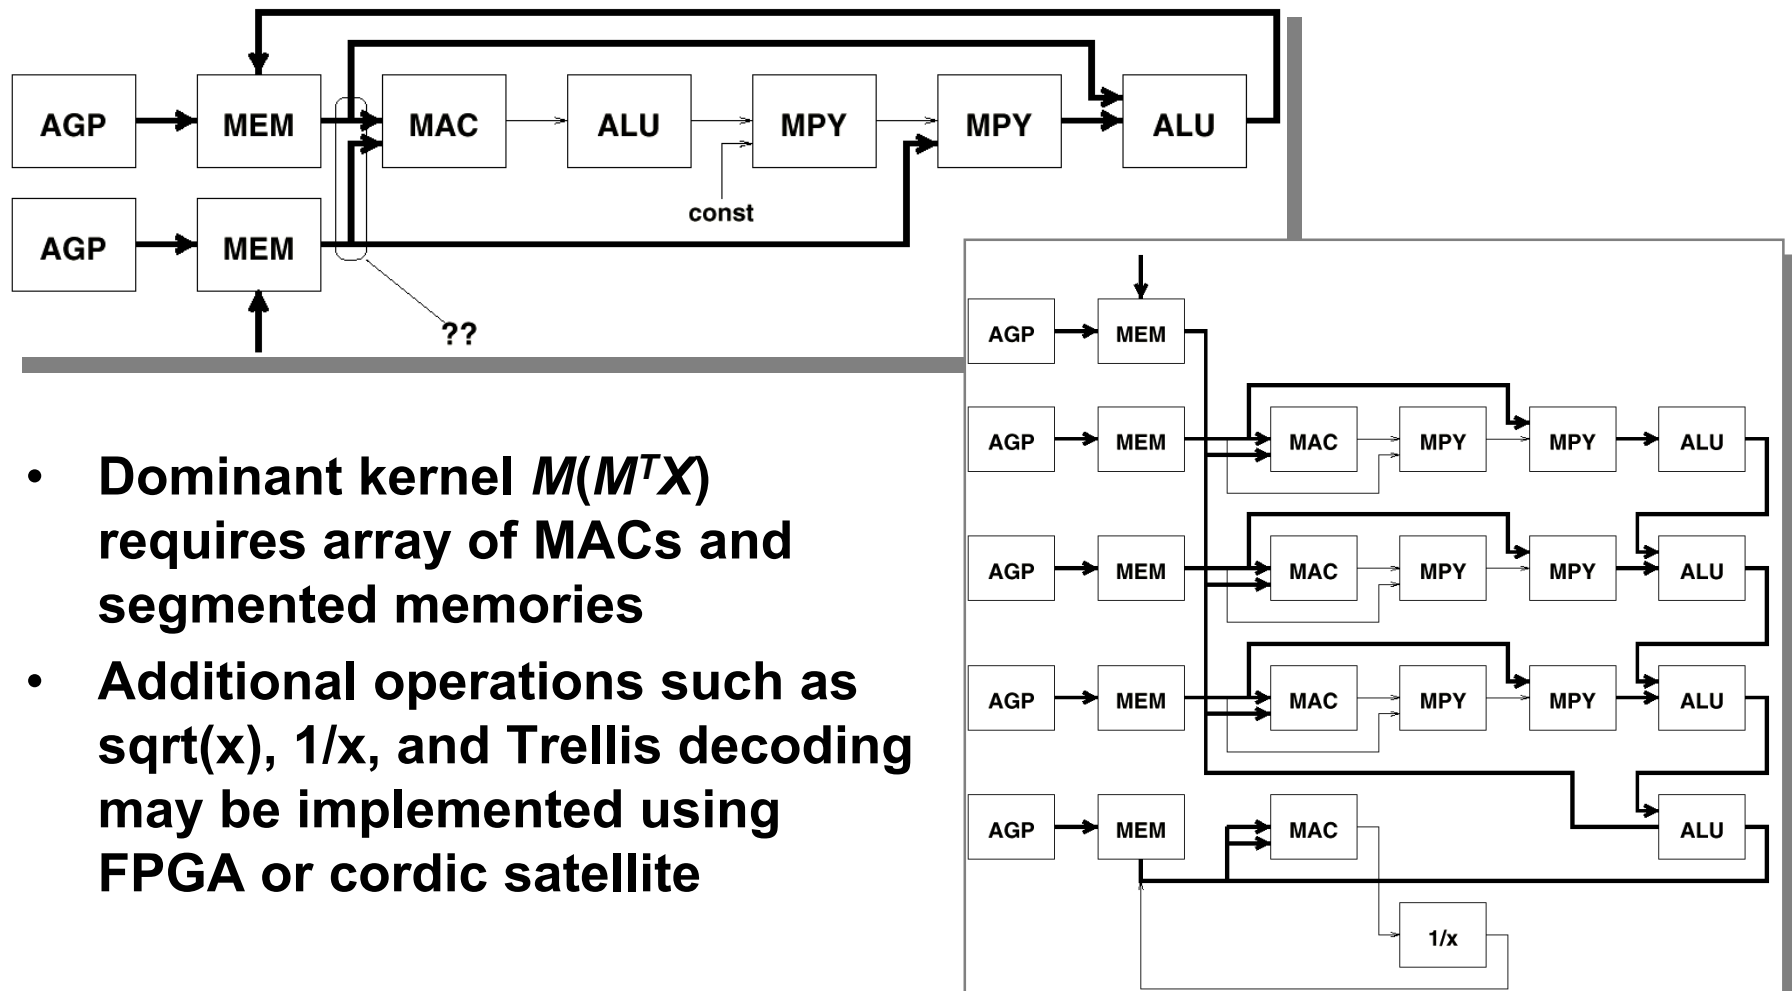 AGP MEM MAC ALU MPY MPY ALU
const
AGP MEM
??
AGP MEM
AGP MEM MAC MPY MPY ALU
AGP MEM MAC MPY MPY ALU
AGP MEM MAC MPY MPY ALU
AGP MEM MAC ALU
1/x
• Dominant kernel M(MᵀX)
requires array of MACs and
segmented memories
• Additional operations such as
sqrt(x), 1/x, and Trellis decoding
may be implemented using
FPGA or cordic satellite